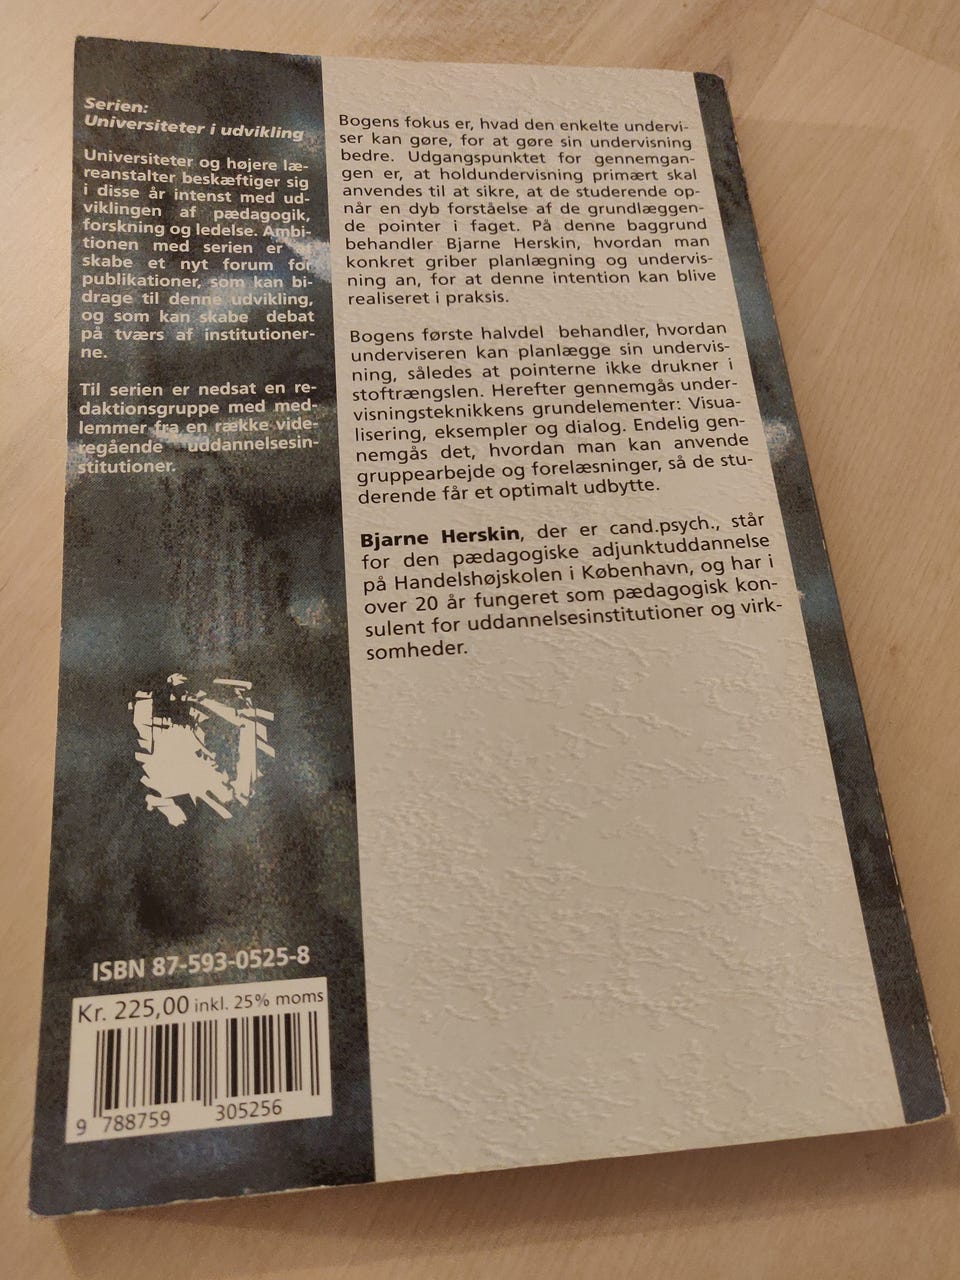 Serien:
Universiteter i udvikling
Universiteter og højere læ-
reanstalter beskæftiger sig
i disse år intenst med ud-
viklingen af pædagogik,
forskning og ledelse. Ambi-
tionen med serien er at
skabe et nyt forum for
publikationer, som kan bi-
drage til denne udvikling,
og som kan skabe debat
på tværs af institutioner-
ne.
Til serien er nedsat en re-
daktionsgruppe med med-
lemmer fra en række vide-
regående uddannelsesin-
stitutioner.
ISBN 87-593-0525-8
Kr. 225,00 inkl. 25% moms
9 788759 305256
Bogens fokus er, hvad den enkelte undervi-
ser kan gøre, for at gøre sin undervisning
bedre. Udgangspunktet for gennemgan-
gen er, at holdundervisning primært skal
anvendes til at sikre, at de studerende op-
når en dyb forståelse af de grundlæggen-
de pointer i faget. På denne baggrund
behandler Bjarne Herskin, hvordan man
konkret griber planlægning og undervis-
ning an, for at denne intention kan blive
realiseret i praksis.
Bogens første halvdel behandler, hvordan
underviseren kan planlægge sin undervis-
ning, således at pointerne ikke drukner i
stoftrængslen. Herefter gennemgås under-
visningsteknikkens grundelementer: Visua-
lisering, eksempler og dialog. Endelig gen-
nemgås det, hvordan man kan anvende
gruppearbejde og forelæsninger, så de stu-
derende får et optimalt udbytte.
Bjarne Herskin, der er cand.psych., står
for den pædagogiske adjunktuddannelse
på Handelshøjskolen i København, og har i
over 20 år fungeret som pædagogisk kon-
sulent for uddannelsesinstitutioner og virk-
somheder.